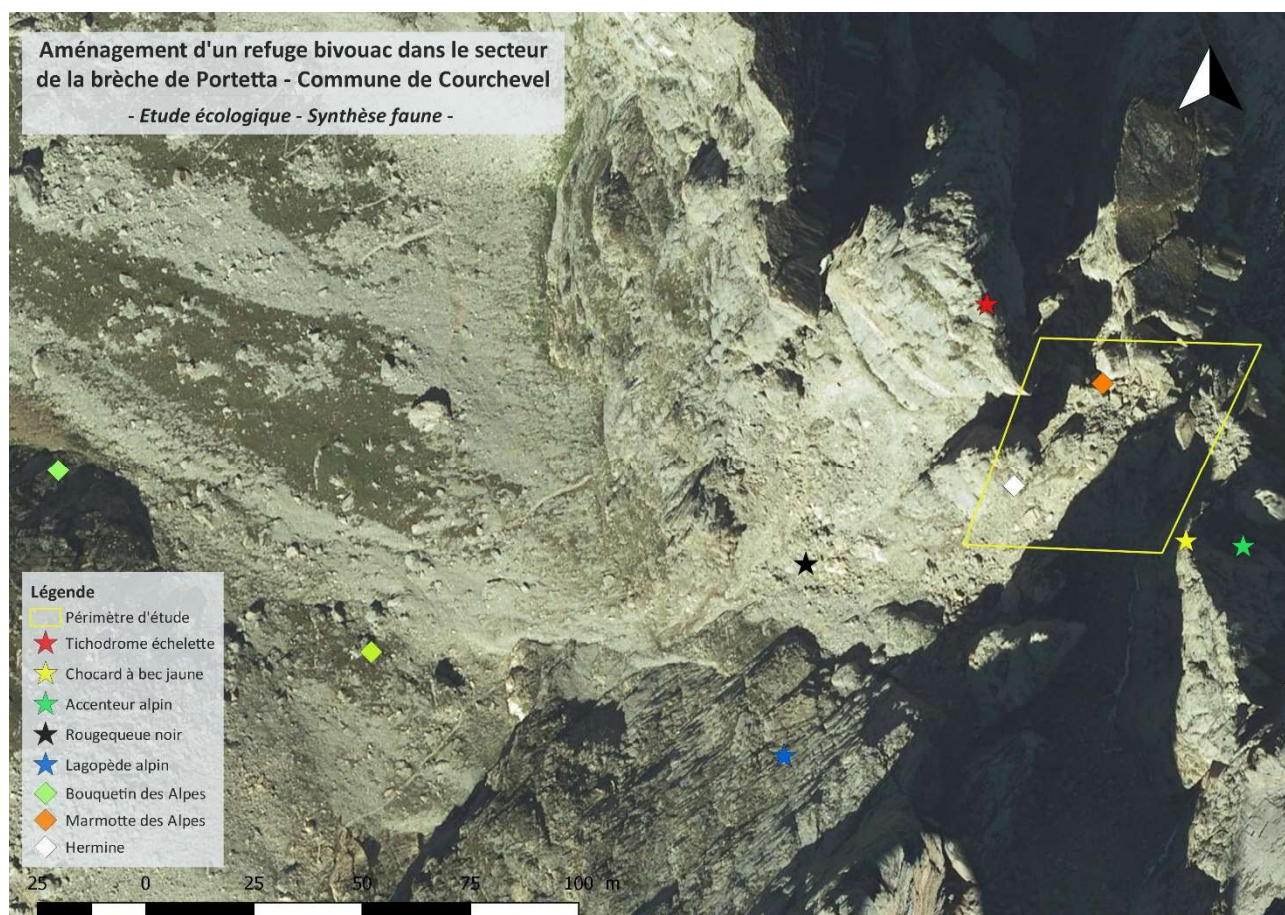 Aménagement d'un refuge bivouac dans le secteur
de la brèche de Portetta - Commune de Courchevel
- Etude écologique - Synthèse faune -
Légende
Périmètre d'étude
Tichodrome échelette
Chocard à bec jaune
Accenteur alpin
Rougequeue noir
Lagopède alpin
Bouquetin des Alpes
Marmotte des Alpes
Hermine
25 0 25 50 100 m